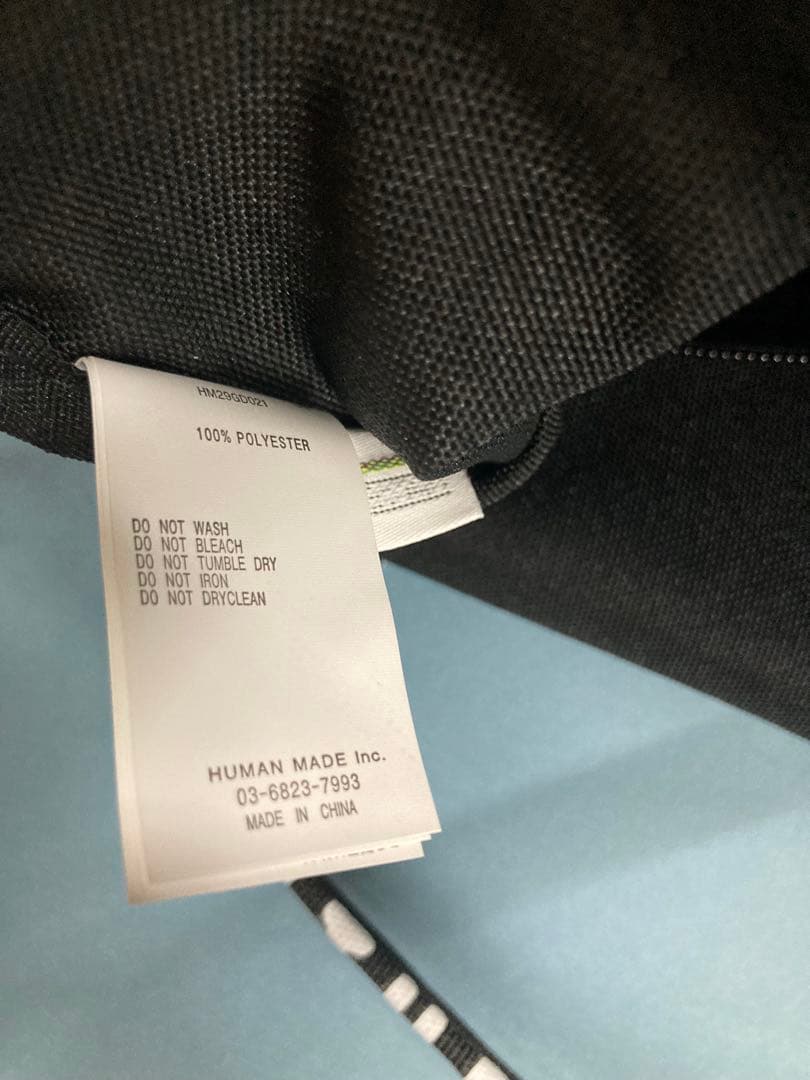 HM29GD021
100% POLYESTER
DO NOT WASH
DO NOT BLEACH
DO NOT TUMBLE DRY
DO NOT IRON
DO NOT DRYCLEAN
HUMAN MADE Inc.
03-6823-7993
MADE IN CHINA